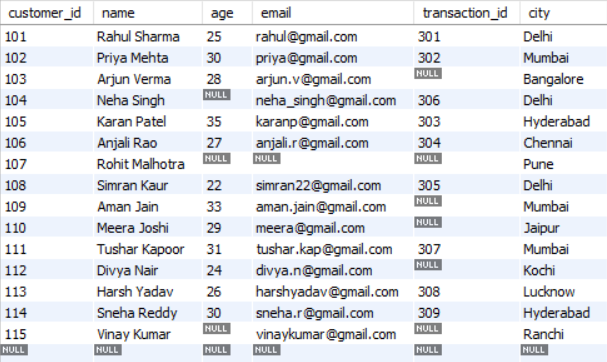 customer_id name age email transaction_id city
101 Rahul Sharma 25 rahul@gmail.com 301 Delhi
102 Priya Mehta 30 priya@gmail.com 302 Mumbai
103 Arjun Verma 28 arjun.v@gmail.com NULL Bangalore
104 Neha Singh NULL neha_singh@gmail.com 306 Delhi
105 Karan Patel 35 karanp@gmail.com 303 Hyderabad
106 Anjali Rao 27 anjali.r@gmail.com 304 Chennai
107 Rohit Malhotra NULL NULL NULL Pune
108 Simran Kaur 22 simran22@gmail.com 305 Delhi
109 Aman Jain 33 aman.jain@gmail.com NULL Mumbai
110 Meera Joshi 29 meera@gmail.com NULL Jaipur
111 Tushar Kapoor 31 tushar.kap@gmail.com 307 Mumbai
112 Divya Nair 24 divya.n@gmail.com NULL Kochi
113 Harsh Yadav 26 harshyadav@gmail.com 308 Lucknow
114 Sneha Reddy 30 sneha.r@gmail.com 309 Hyderabad
115 Vinay Kumar NULL vinaykumar@gmail.com NULL Ranchi
NULL NULL NULL NULL NULL NULL